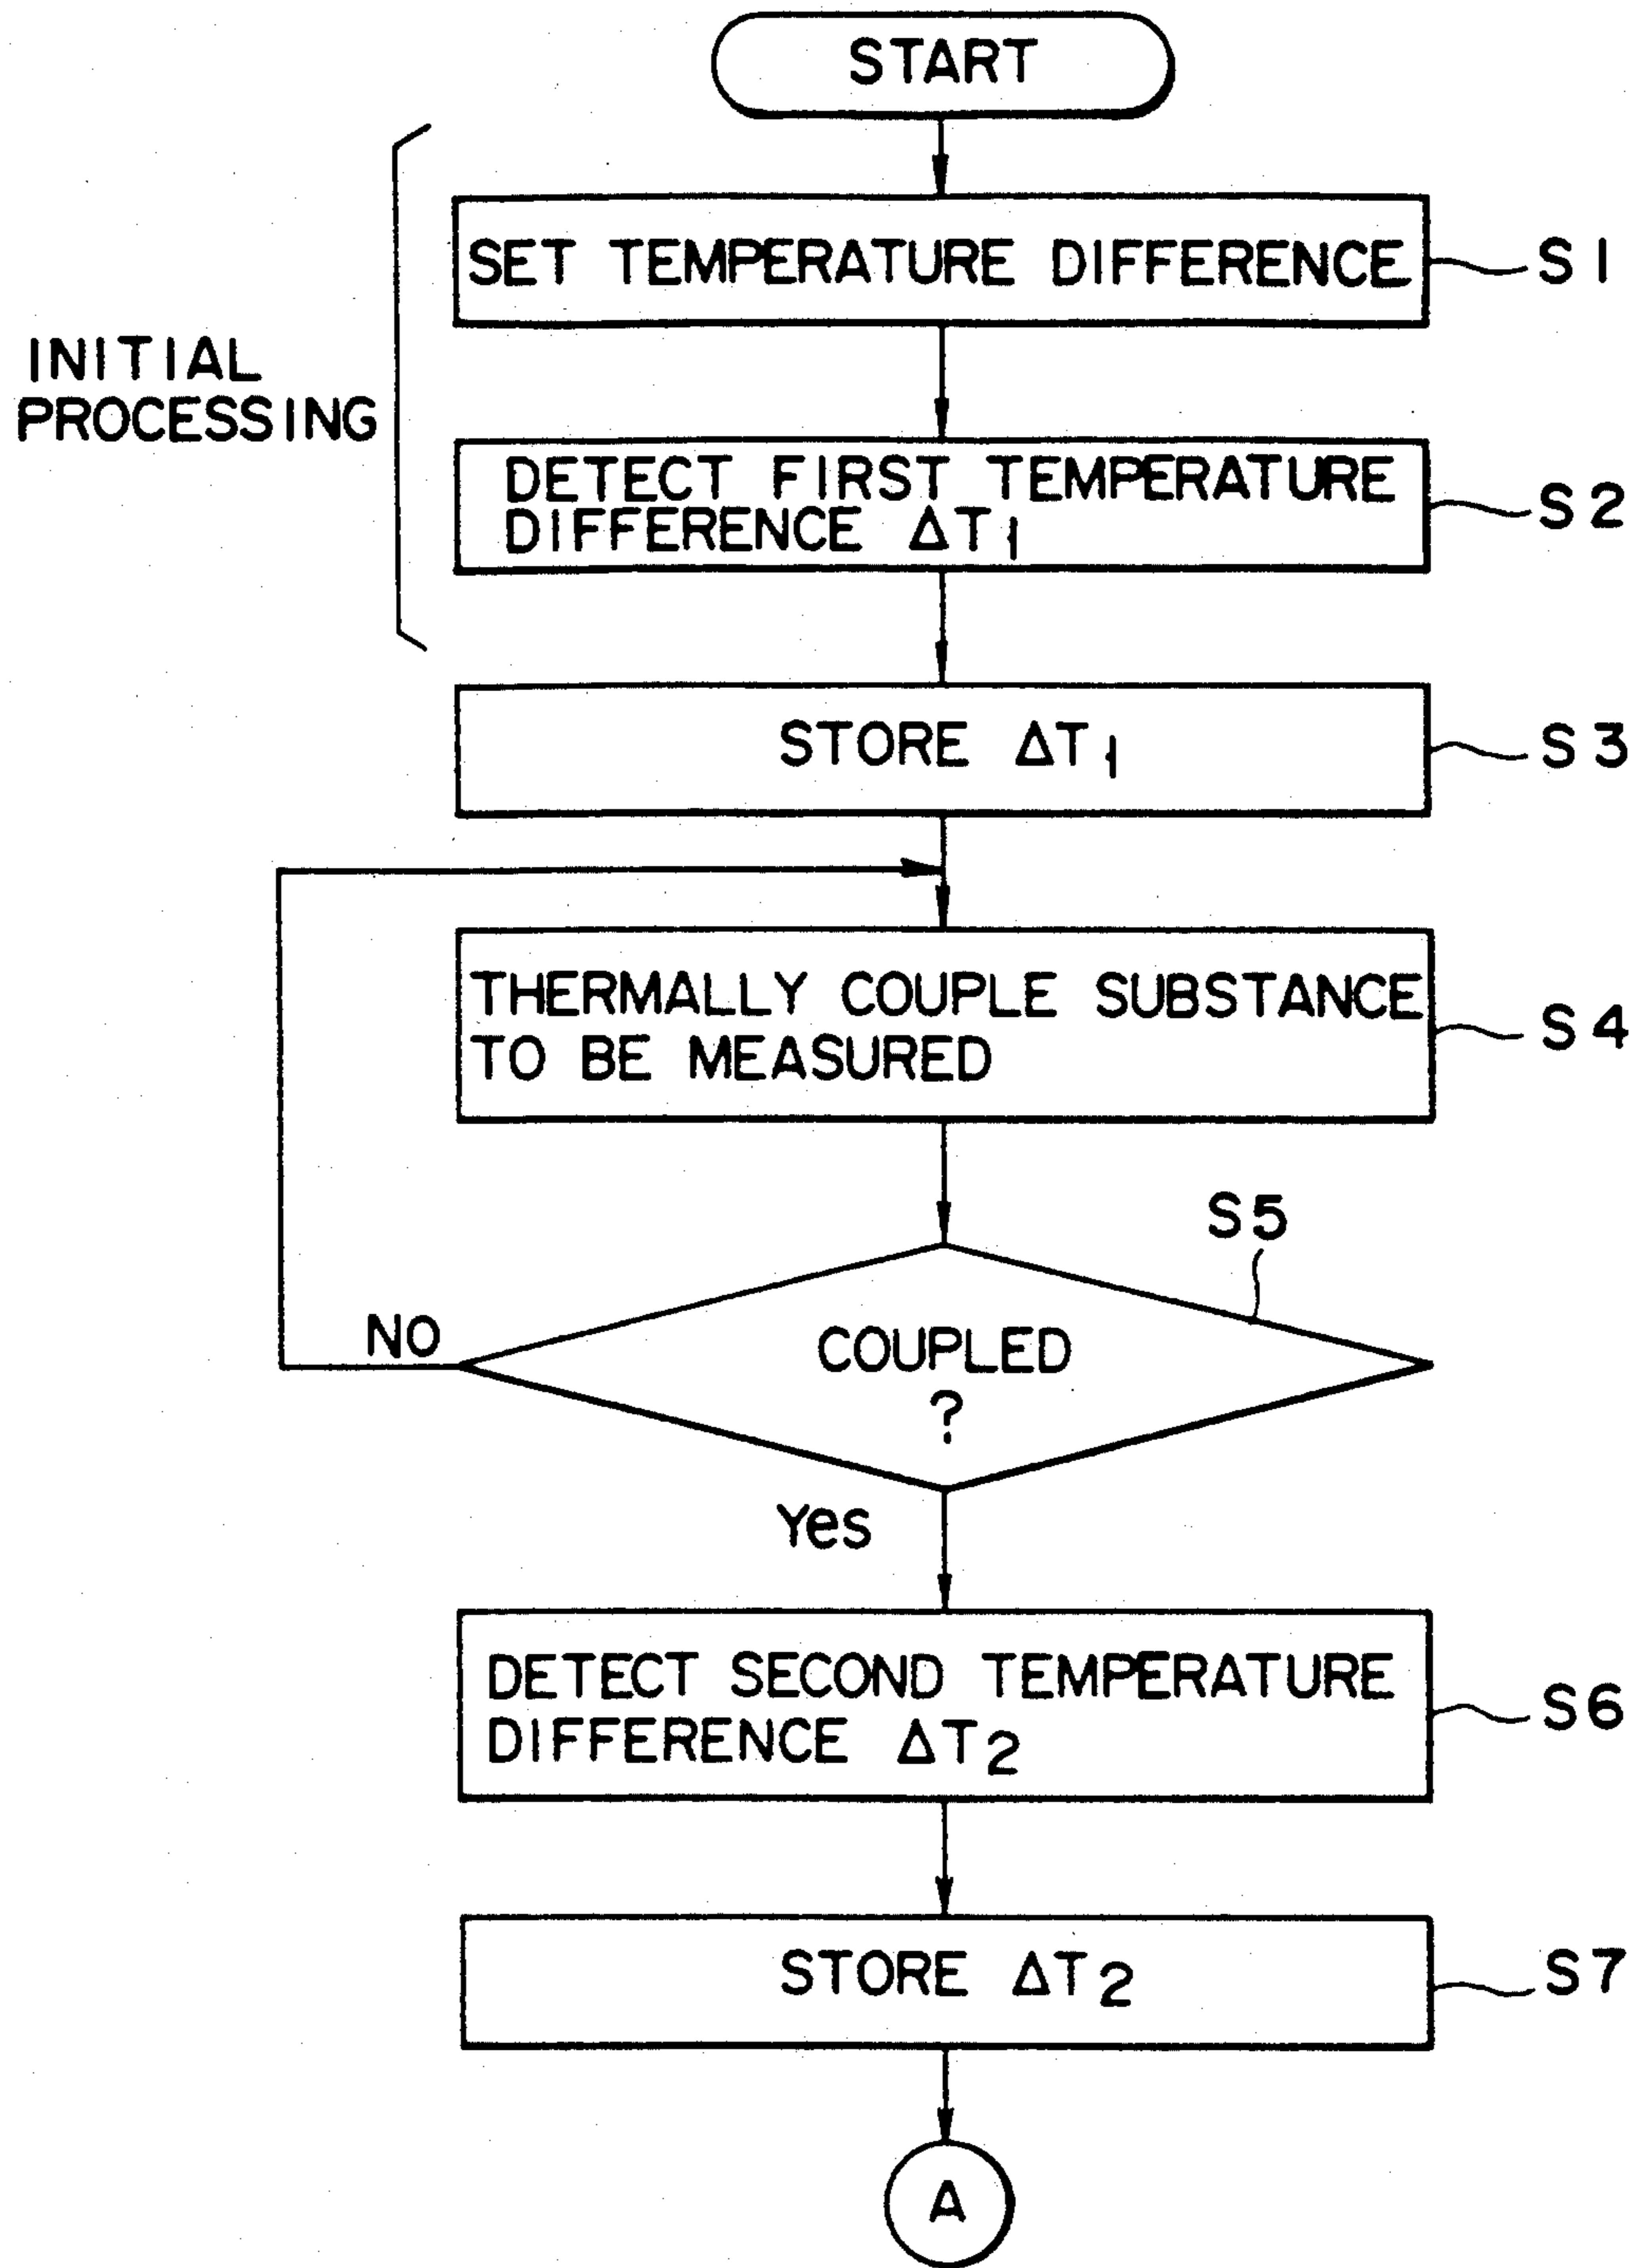 START
SET TEMPERATURE DIFFERENCE
S1
INITIAL
PROCESSING
DETECT FIRST TEMPERATURE
DIFFERENCE ΔT1
S2
STORE ΔT1
S3
THERMALLY COUPLE SUBSTANCE
TO BE MEASURED
S4
S5
COUPLED
?
NO
Yes
DETECT SECOND TEMPERATURE
DIFFERENCE ΔT2
S6
STORE ΔT2
S7
A